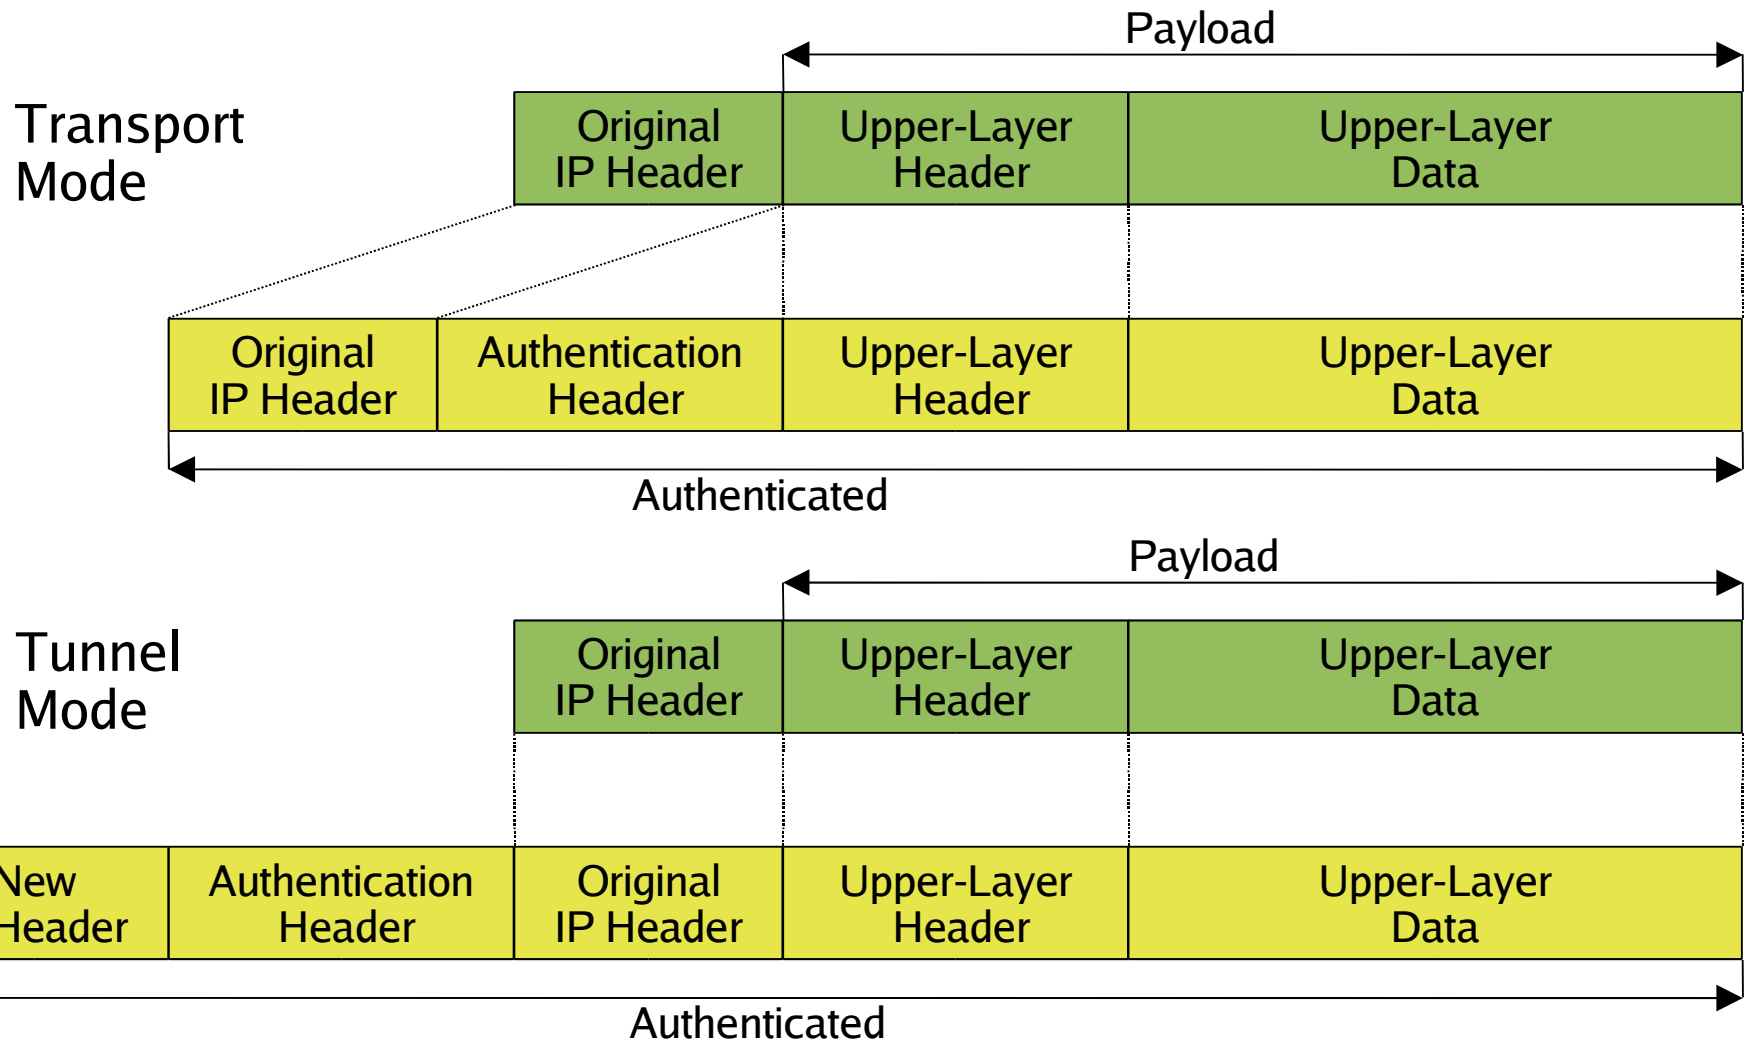 Payload
Transport
Mode
Original
IP Header
Upper-Layer
Header
Upper-Layer
Data
Original
IP Header
Authentication
Header
Upper-Layer
Header
Upper-Layer
Data
Authenticated
Payload
Tunnel
Mode
Original
IP Header
Upper-Layer
Header
Upper-Layer
Data
New
Header
Authentication
Header
Original
IP Header
Upper-Layer
Header
Upper-Layer
Data
Authenticated